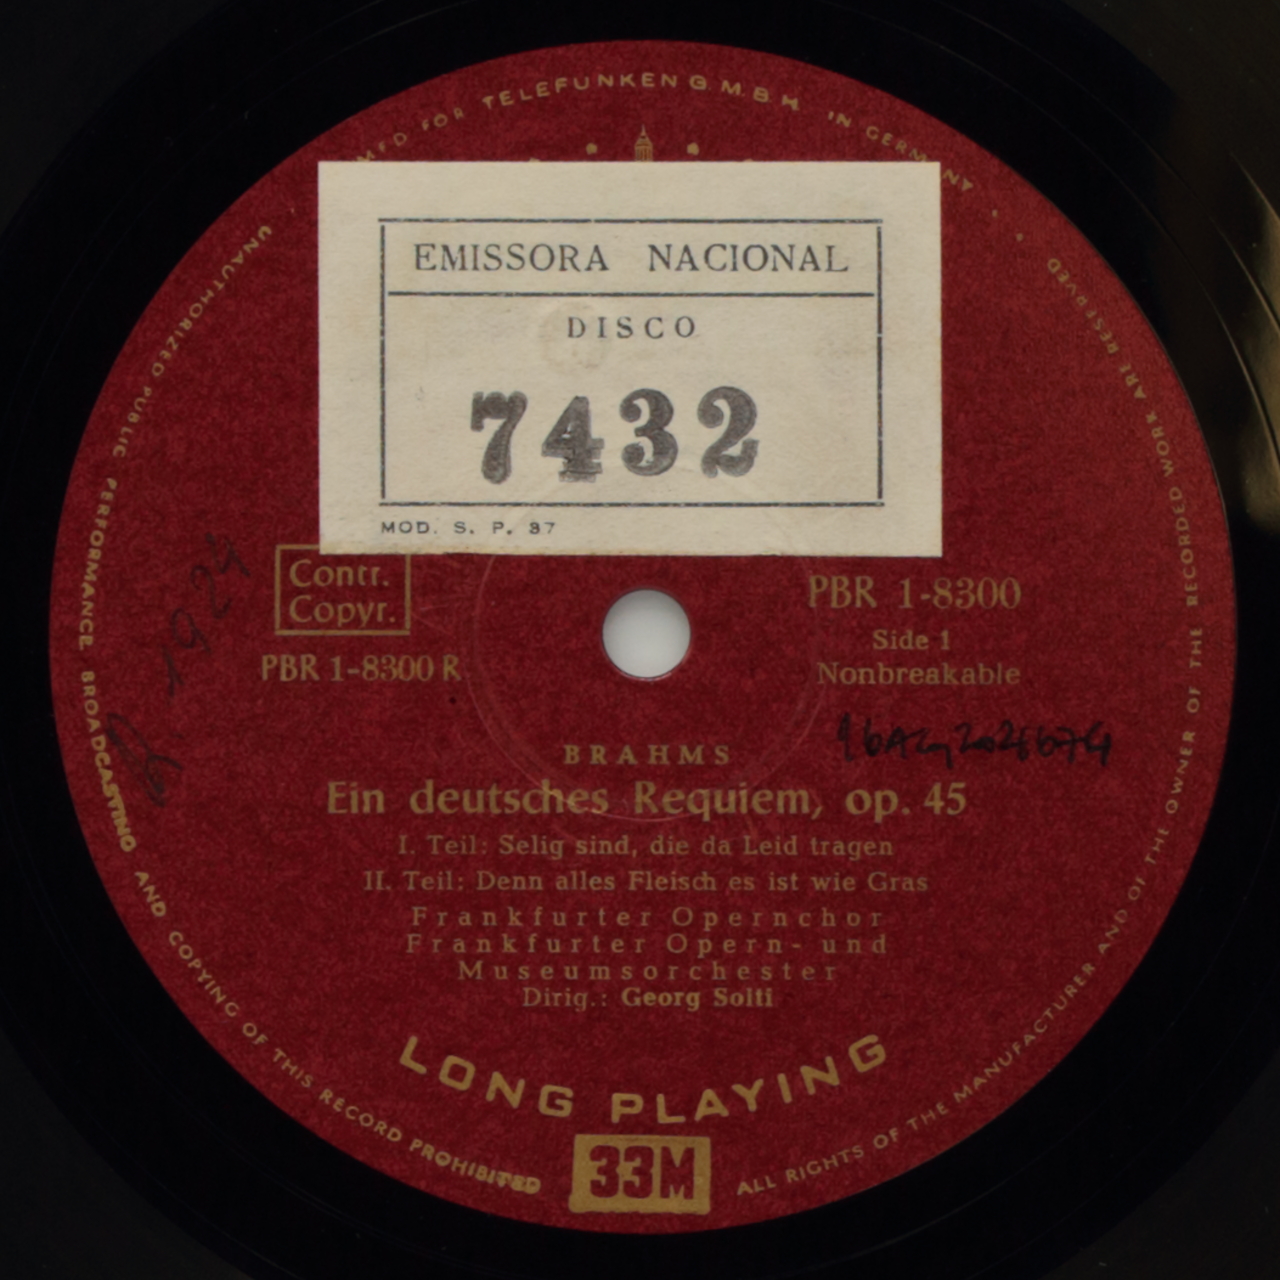 MFD FOR TELEFUNKEN G.M.B.H. IN GERMANY
EMISSORA NACIONAL
DISCO
7432
MOD. S. P. 37
Contr.
Copyr.
PBR 1-8300 R
PBR 1-8300
Side 1
Nonbreakable
BRAHMS
Ein deutsches Requiem, op. 45
I. Teil: Selig sind, die da Leid tragen
II. Teil: Denn alles Fleisch es ist wie Gras
Frankfurter Opernchor
Frankfurter Opern- und
Museumsorchester
Dirig.: Georg Solti
LONG PLAYING
33M
ALL RIGHTS OF THE MANUFACTURER AND OF THE OWNER OF THE RECORDED WORK ARE RESERVED
UNAUTHORIZED PUBLIC PERFORMANCE BROADCASTING AND COPYING OF THIS RECORD PROHIBITED